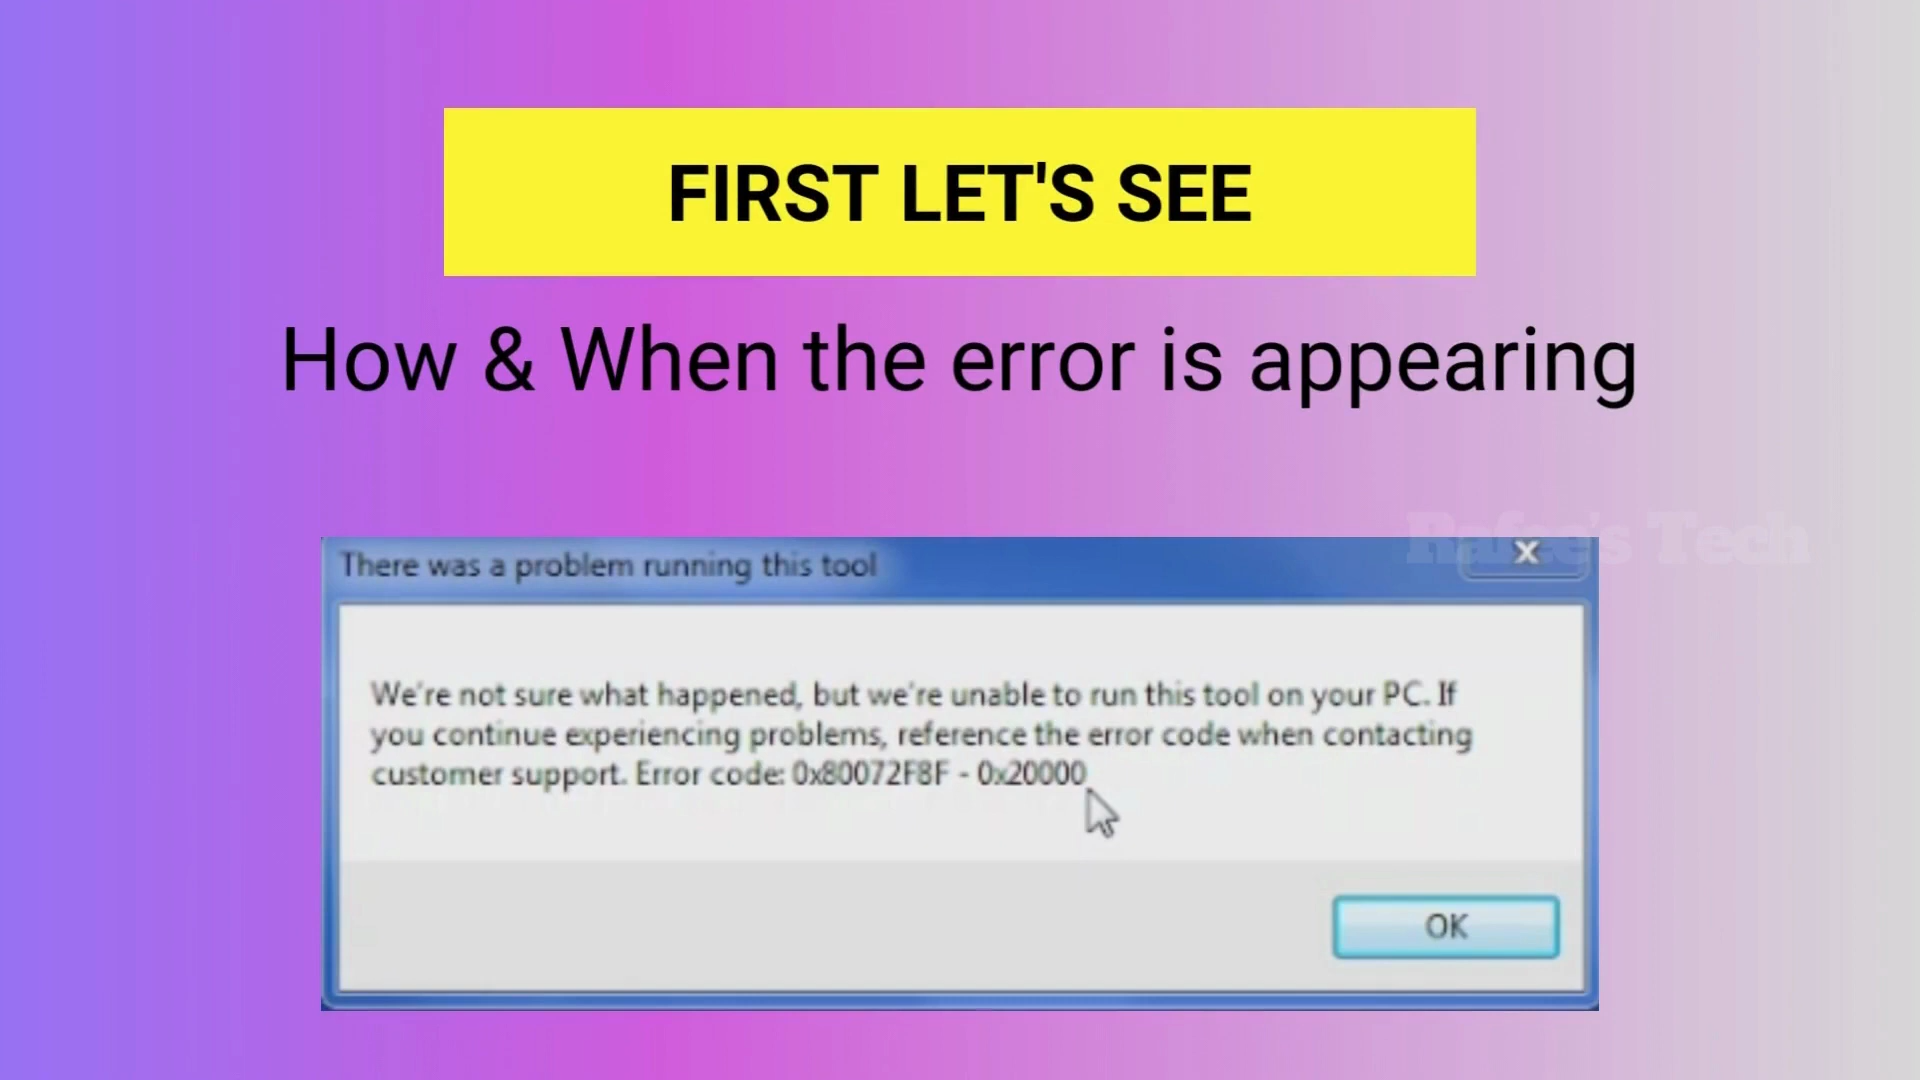 FIRST LET'S SEE
How & When the error is appearing
Rafee's Tech
There was a problem running this tool
We're not sure what happened, but we're unable to run this tool on your PC. If
you continue experiencing problems, reference the error code when contacting
customer support. Error code: 0x80072F8F - 0x20000
OK